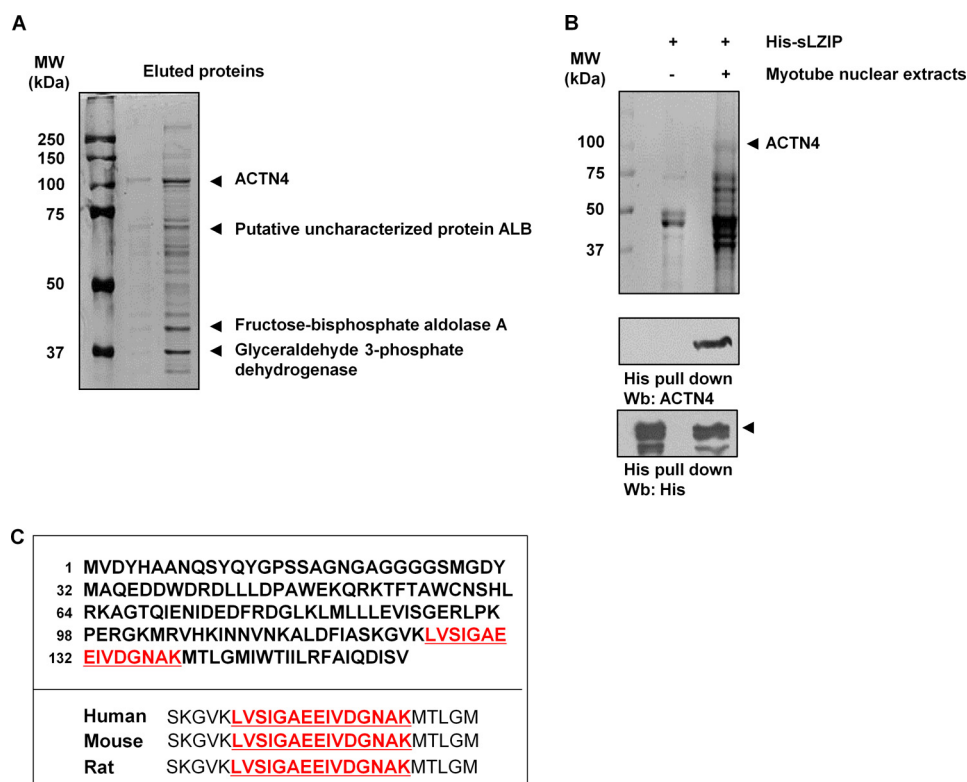 A
MW
(kDa)
Eluted proteins
250
150
100
75
50
37
ACTN4
Putative uncharacterized protein ALB
Fructose-bisphosphate aldolase A
Glyceraldehyde 3-phosphate
dehydrogenase
B
+ + His-sLZIP
- + Myotube nuclear extracts
MW
(kDa)
100
75
50
37
ACTN4
His pull down
Wb: ACTN4
His pull down
Wb: His
C
1 MVDYHAANQSYQYGPSSAGNGAGGGGSMGDY
32 MAQEDDWDRDLLLDPAWEKQRKTFTAWCNSHL
64 RKAGTQIENIDEDFRDGLKLMLLLEVISGERLPK
98 PERGKMRVHKINNVNKALDFIASKGVKLVSIGAE
132 EIVDGNAKMTLGMIWTIILRFAIQDISV
Human SKGVKLVSIGAEEIVDGNAKMTLGM
Mouse SKGVKLVSIGAEEIVDGNAKMTLGM
Rat SKGVKLVSIGAEEIVDGNAKMTLGM